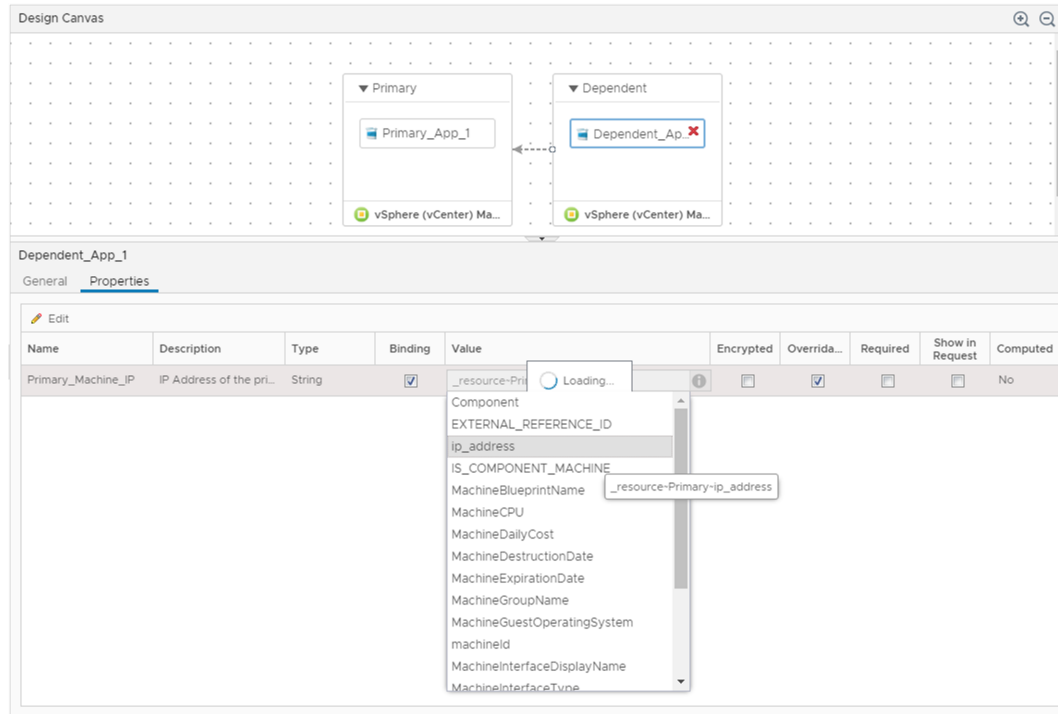 Design Canvas
Primary
Dependent
Primary_App_1
Dependent_Ap...
vSphere (vCenter) Ma...
vSphere (vCenter) Ma...
Dependent_App_1
General
Properties
Edit
Name
Description
Type
Binding
Value
Encrypted
Overrida...
Required
Show in
Request
Computed
Primary_Machine_IP
IP Address of the pri...
String
_resource-Pri
Loading...
No
Component
EXTERNAL_REFERENCE_ID
ip_address
IS_COMPONENT_MACHINE
_resource~Primary~ip_address
MachineBlueprintName
MachineCPU
MachineDailyCost
MachineDestructionDate
MachineExpirationDate
MachineGroupName
MachineGuestOperatingSystem
machineId
MachineInterfaceDisplayName
MachineInterfaceType